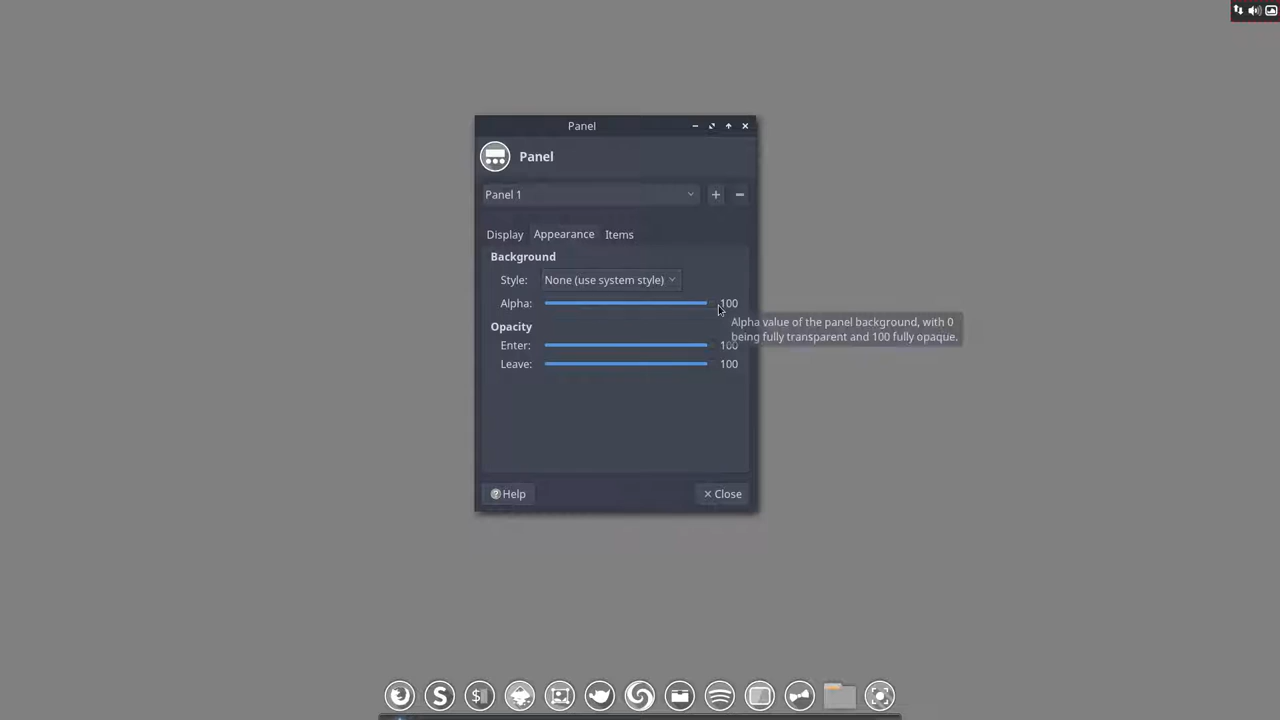 Panel
Panel
Panel 1
Display Appearance Items
Background
Style: None (use system style)
Alpha: 100
Alpha value of the panel background, with 0
being fully transparent and 100 fully opaque.
Opacity
Enter: 100
Leave: 100
Help Close